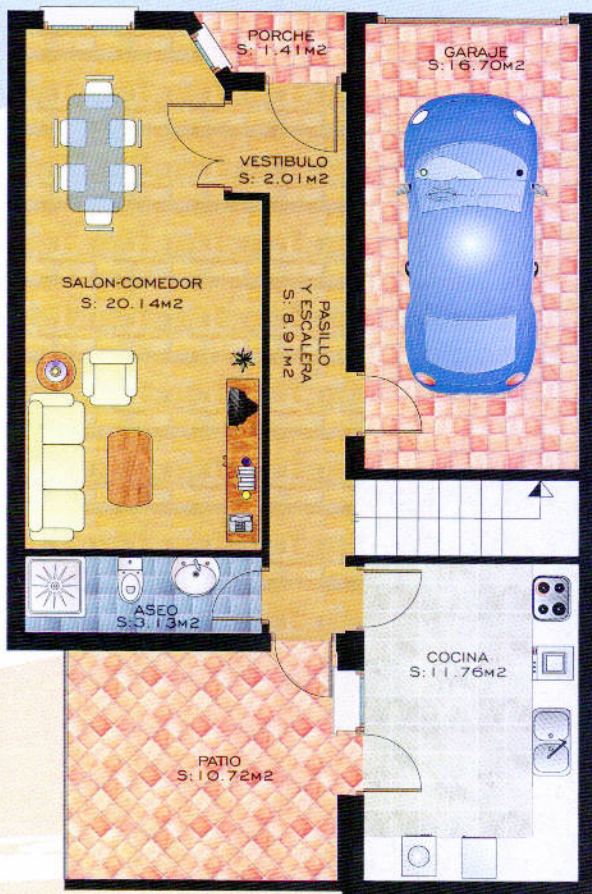 PORCHE
S: 1.41M2
GARAJE
S:16.70M2
VESTIBULO
S: 2.01M2
SALON-COMEDOR
S: 20.14M2
PASILLO
Y ESCALERA
S: 8.91M2
ASEO
S:3.13M2
COCINA
S:11.76M2
PATIO
S:10.72M2